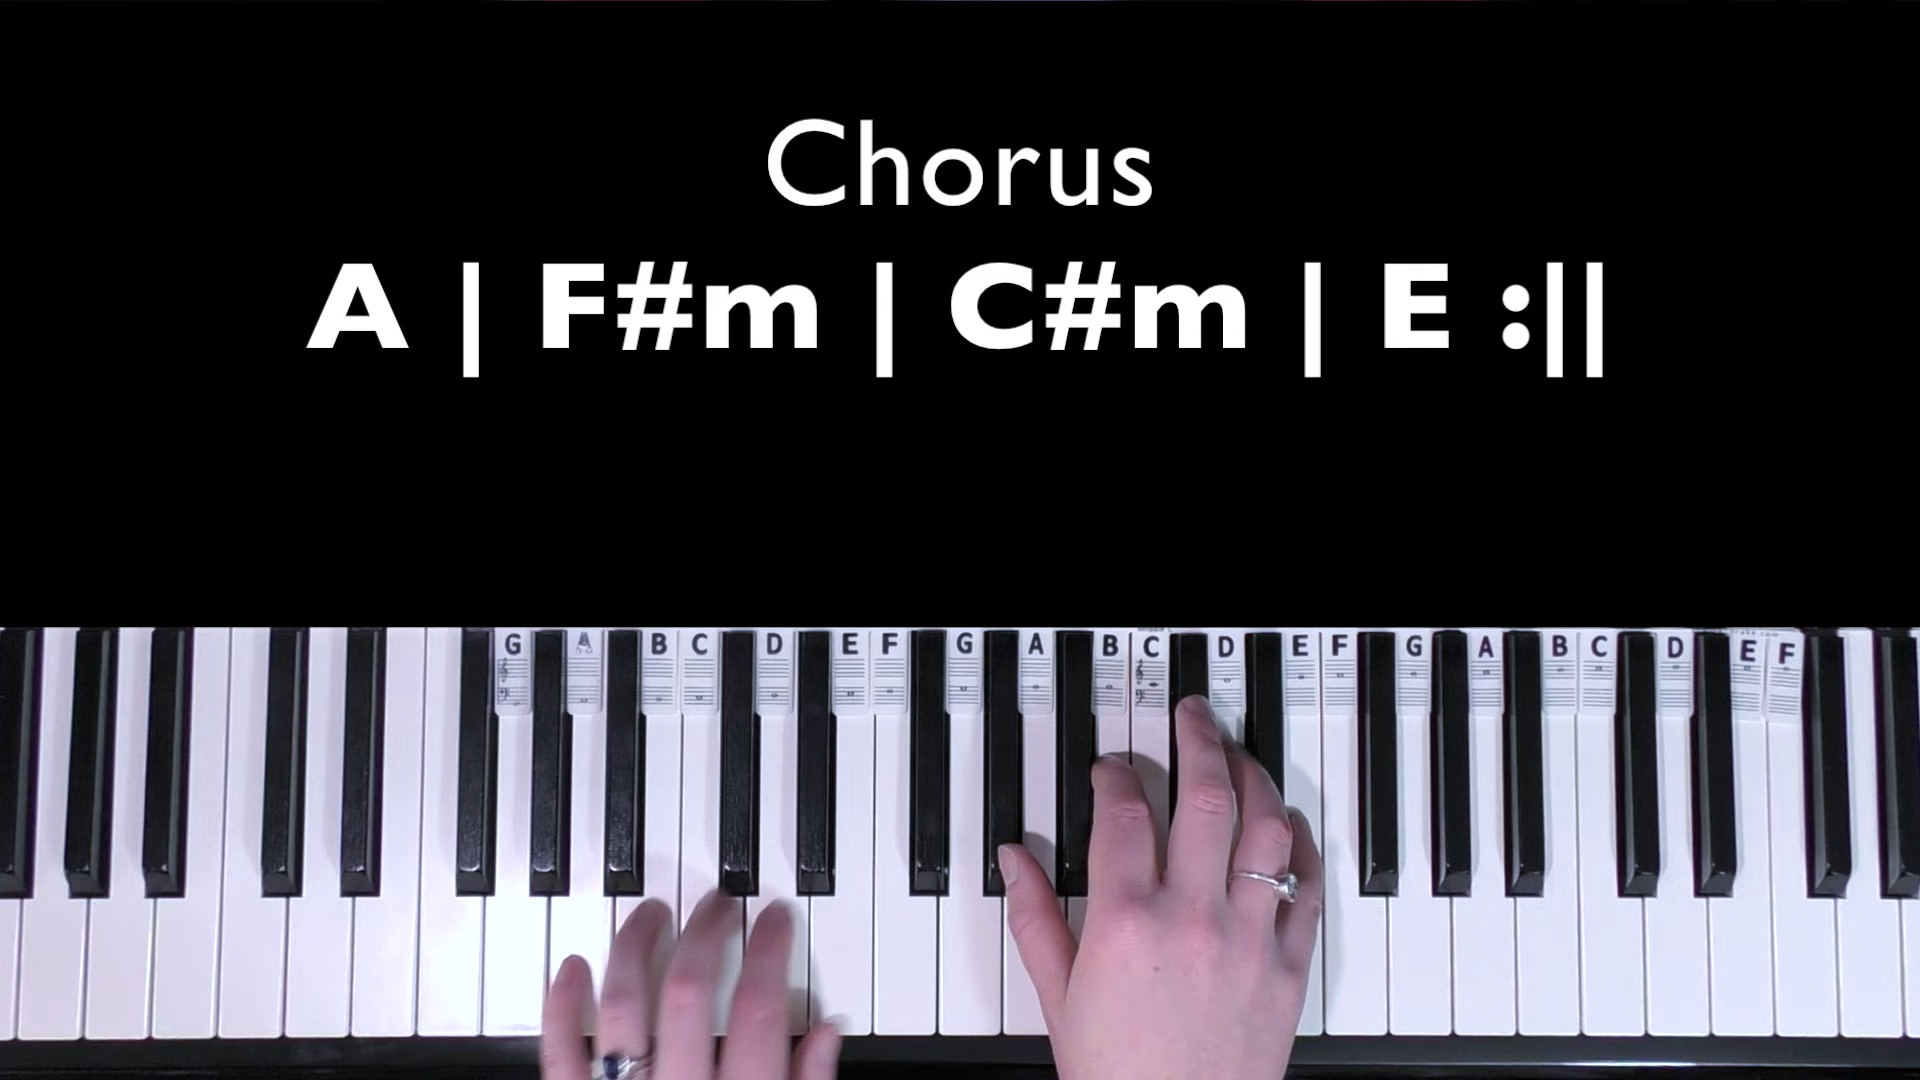 Chorus
A | F#m | C#m | E :||
G A B C D E F G A B C D E F G A B C D E F